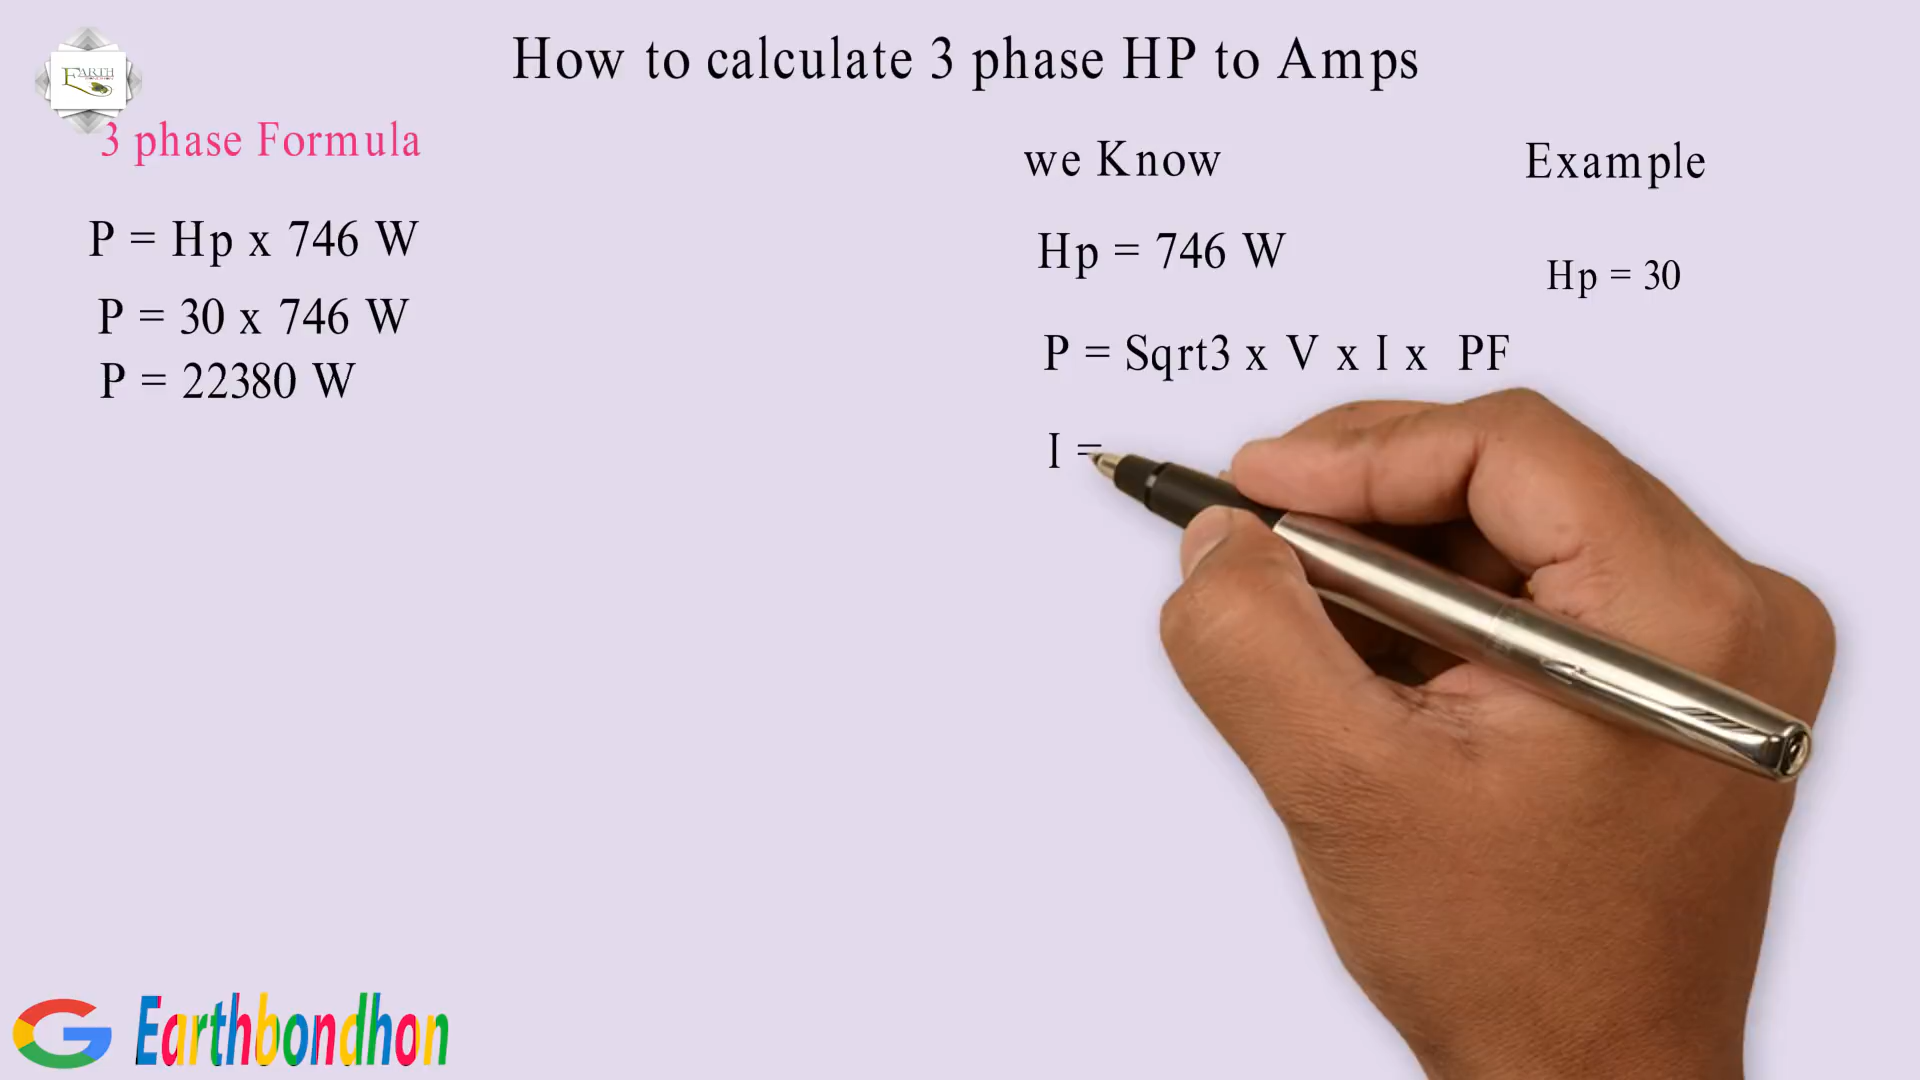 How to calculate 3 phase HP to Amps
EARTH
3 phase Formula
P = Hp x 746 W
P = 30 x 746 W
P = 22380 W
we Know
Hp = 746 W
P = Sqrt3 x V x I x PF
I =
Example
Hp = 30
G Earthbondhon